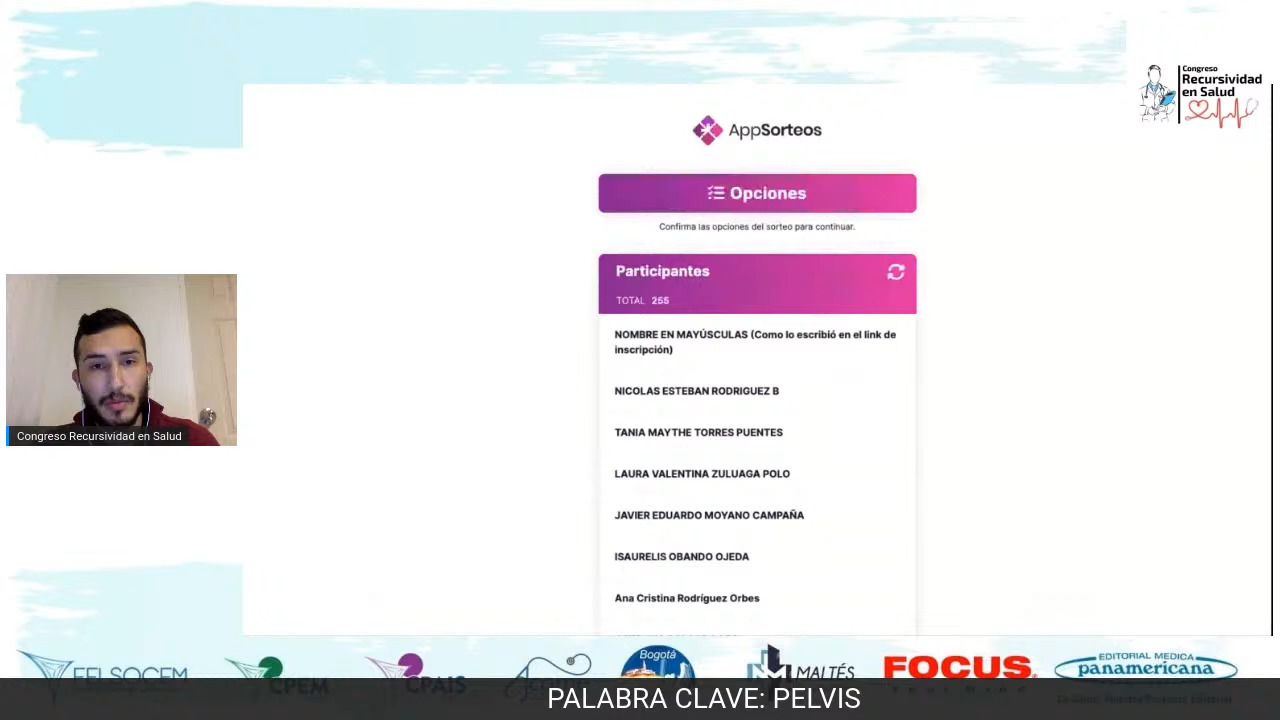 Congreso
Recursividad
en Salud
AppSorteos
Opciones
Confirma las opciones del sorteo para continuar.
Participantes
TOTAL 255
NOMBRE EN MAYÚSCULAS (Como lo escribió en el link de
inscripción)
NICOLAS ESTEBAN RODRIGUEZ B
TANIA MAYTHE TORRES PUENTES
LAURA VALENTINA ZULUAGA POLO
JAVIER EDUARDO MOYANO CAMPAÑA
ISAURELIS OBANDO OJEDA
Ana Cristina Rodríguez Orbes
Congreso Recursividad en Salud
FELSOCEM
CPEM
CPAIS
Bogotá
MALTÉS
FOCUS
EDITORIAL MEDICA
panamericana
PALABRA CLAVE: PELVIS